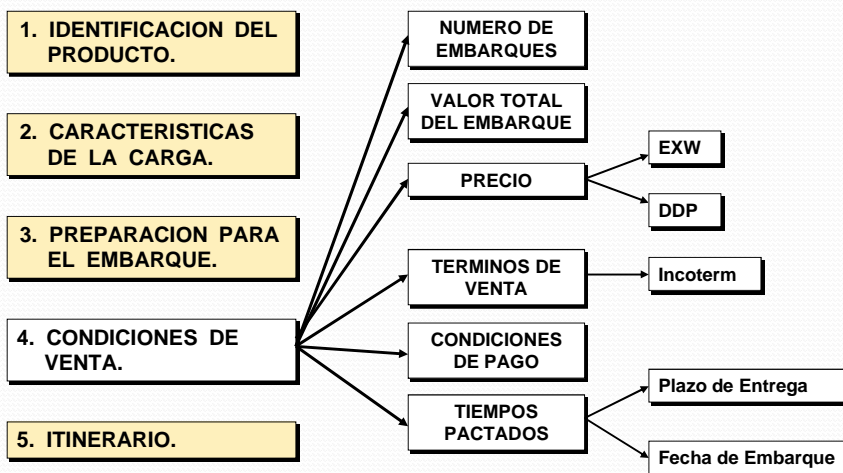 1. IDENTIFICACION DEL
PRODUCTO.
2. CARACTERISTICAS
DE LA CARGA.
3. PREPARACION PARA
EL EMBARQUE.
4. CONDICIONES DE
VENTA.
5. ITINERARIO.
NUMERO DE
EMBARQUES
VALOR TOTAL
DEL EMBARQUE
PRECIO
TERMINOS DE
VENTA
CONDICIONES
DE PAGO
TIEMPOS
PACTADOS
EXW
DDP
Incoterm
Plazo de Entrega
Fecha de Embarque